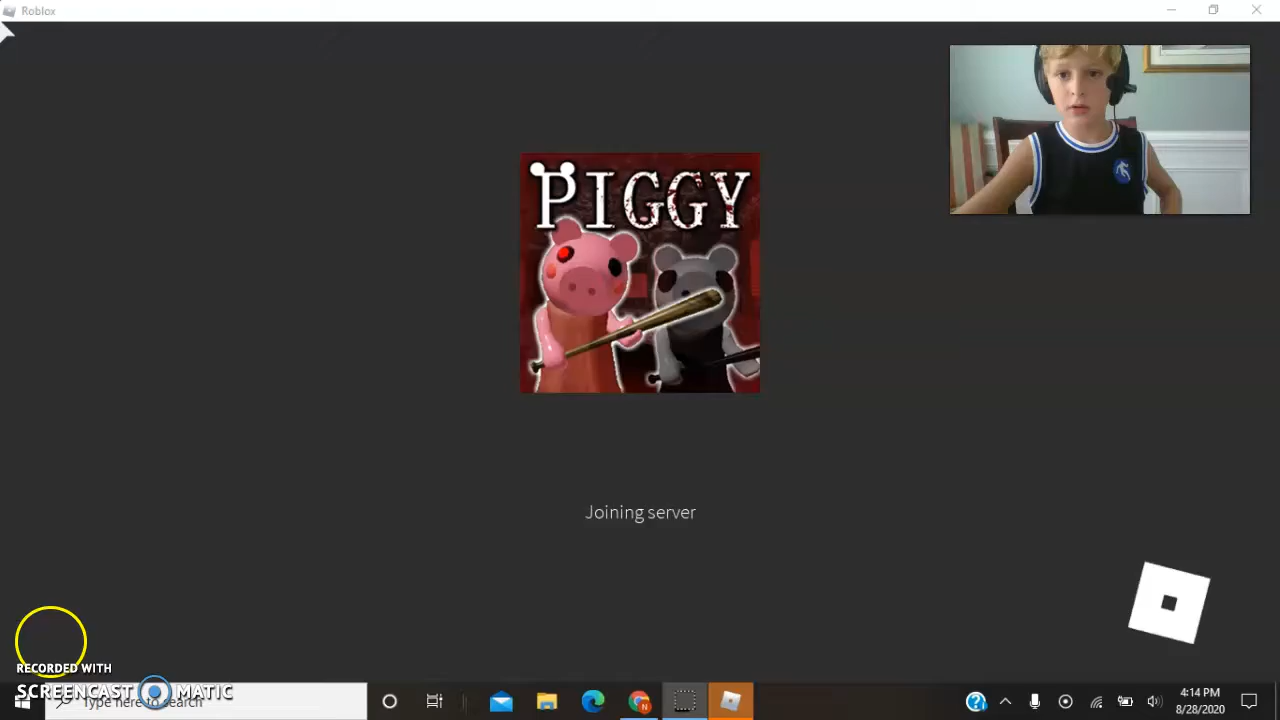 Roblox
PIGGY
Joining server
RECORDED WITH
SCREENCAST MATIC
Type here to search
4:14 PM
8/28/2020